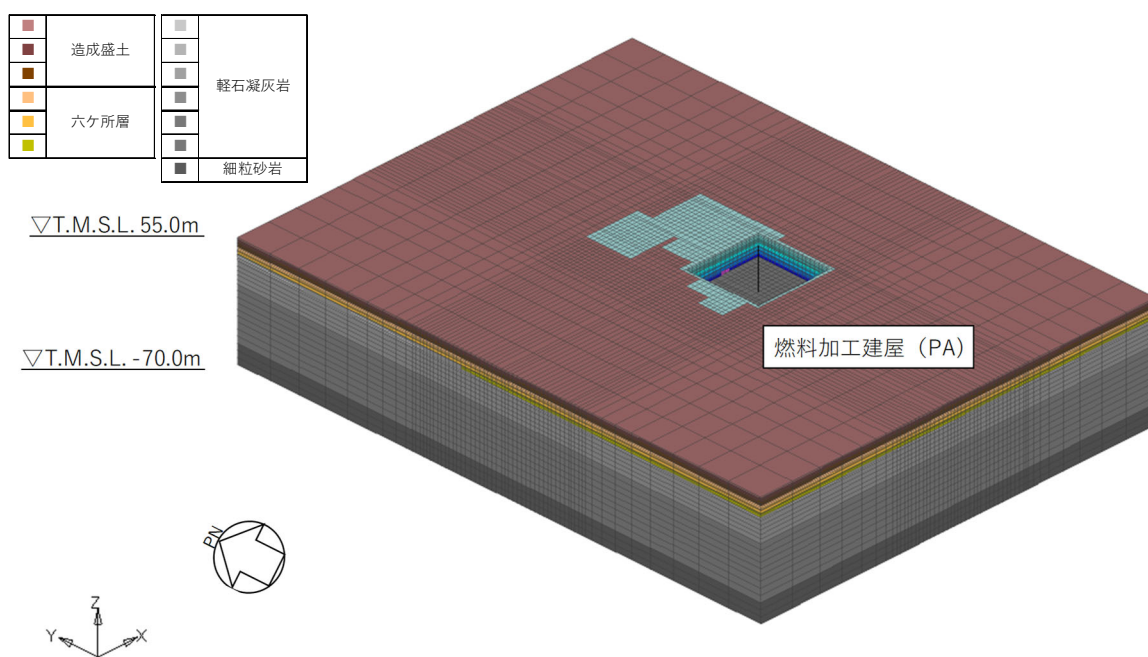 造成盛土
六ケ所層
軽石凝灰岩
細粒砂岩
▽T.M.S.L. 55.0m
▽T.M.S.L. -70.0m
燃料加工建屋（PA）
PN
Z
Y
X